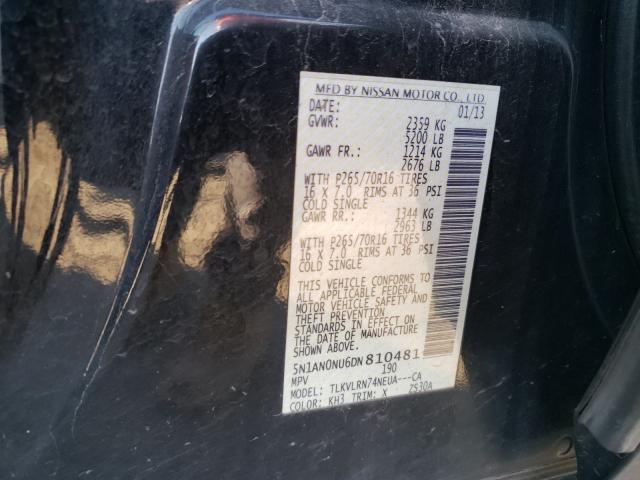 MFD BY NISSAN MOTOR CO., LTD.
DATE: 01/13
GVWR: 2359 KG
5200 LB
GAWR FR.: 1214 KG
2676 LB
WITH P265/70R16 TIRES
16 X 7.0 RIMS AT 36 PSI
COLD SINGLE
GAWR RR.: 1344 KG
2963 LB
WITH P265/70R16 TIRES
16 X 7.0 RIMS AT 36 PSI
COLD SINGLE
THIS VEHICLE CONFORMS TO
ALL APPLICABLE FEDERAL
MOTOR VEHICLE SAFETY AND
THEFT PREVENTION
STANDARDS IN EFFECT ON
THE DATE OF MANUFACTURE
SHOWN ABOVE.
5N1AN0NU6DN810481
MPV 190
MODEL: TLKVLRN74NEUA---CA
COLOR: KH3 TRIM: X ZS30A